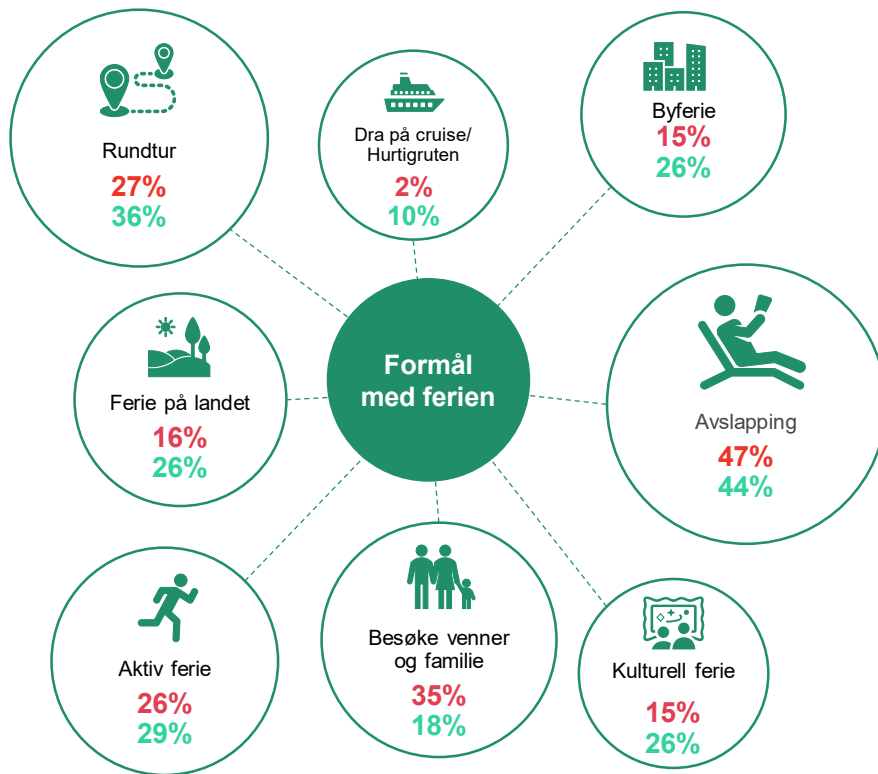 Rundtur
27%
36%
Dra på cruise/
Hurtigruten
2%
10%
Byferie
15%
26%
Formål
med ferien
Ferie på landet
16%
26%
Avslapping
47%
44%
Aktiv ferie
26%
29%
Besøke venner
og familie
35%
18%
Kulturell ferie
15%
26%